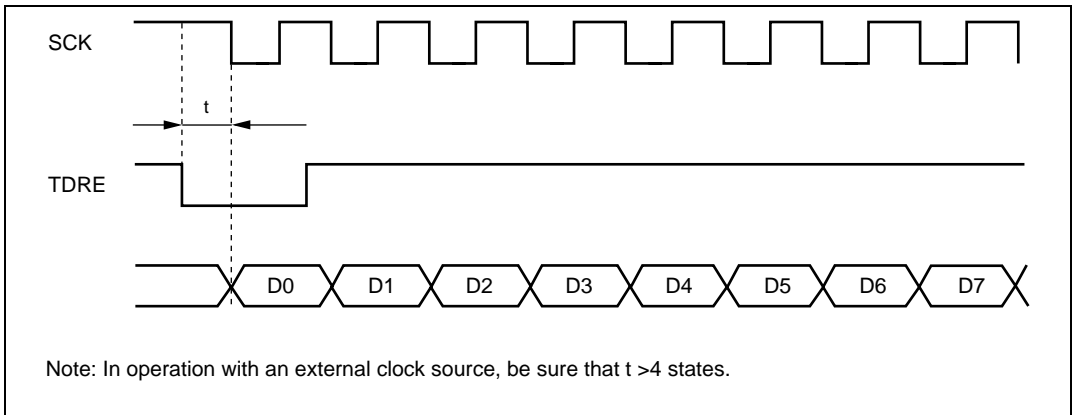 SCK
t
TDRE
D0 D1 D2 D3 D4 D5 D6 D7
Note: In operation with an external clock source, be sure that t >4 states.